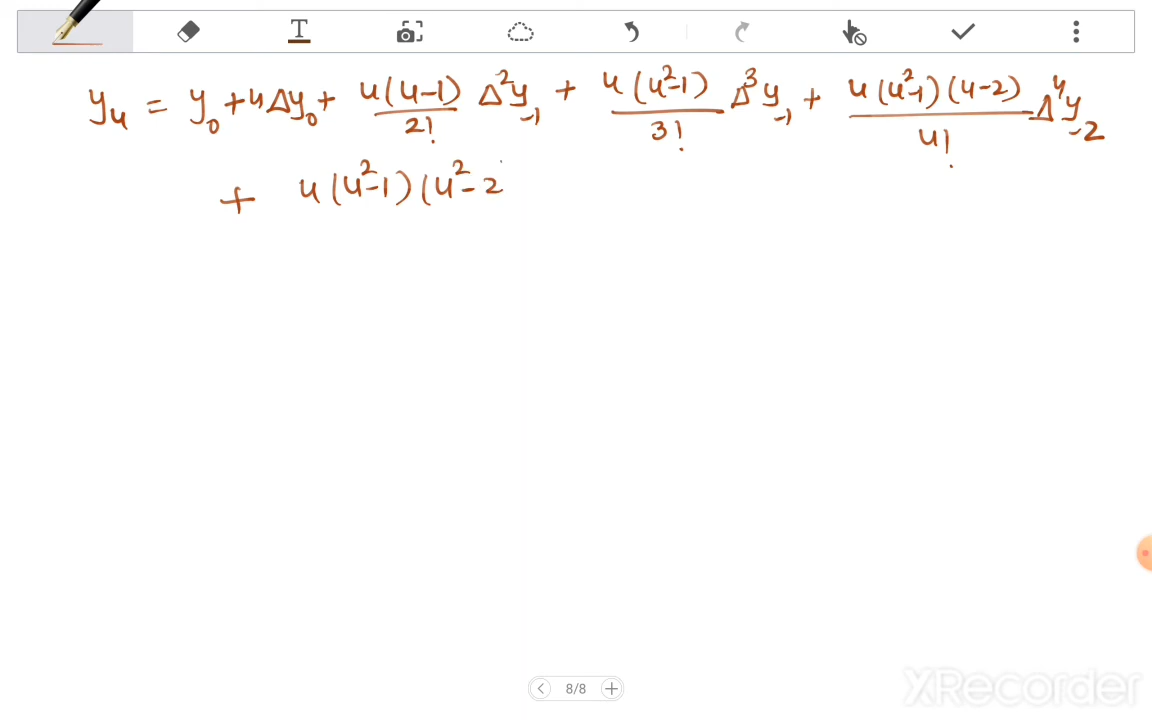 T
y_u = y_0 + uΔy_0 + u(u-1)/2! Δ²y_-1 + u(u²-1)/3! Δ³y_-1 + u(u²-1)(u-2)/4! Δ⁴y_-2
+ u(u²-1)(u²-2
8/8
XRecorder